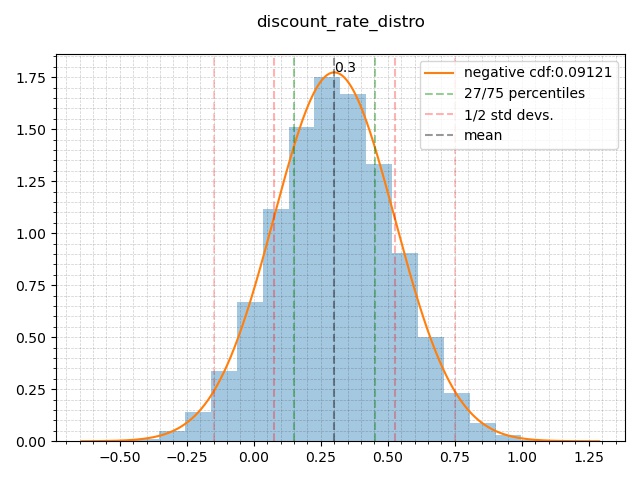 discount_rate_distro
0.3
negative cdf:0.09121
27/75 percentiles
1/2 std devs.
mean
1.75
1.50
1.25
1.00
0.75
0.50
0.25
0.00
−0.50 −0.25 0.00 0.25 0.50 0.75 1.00 1.25